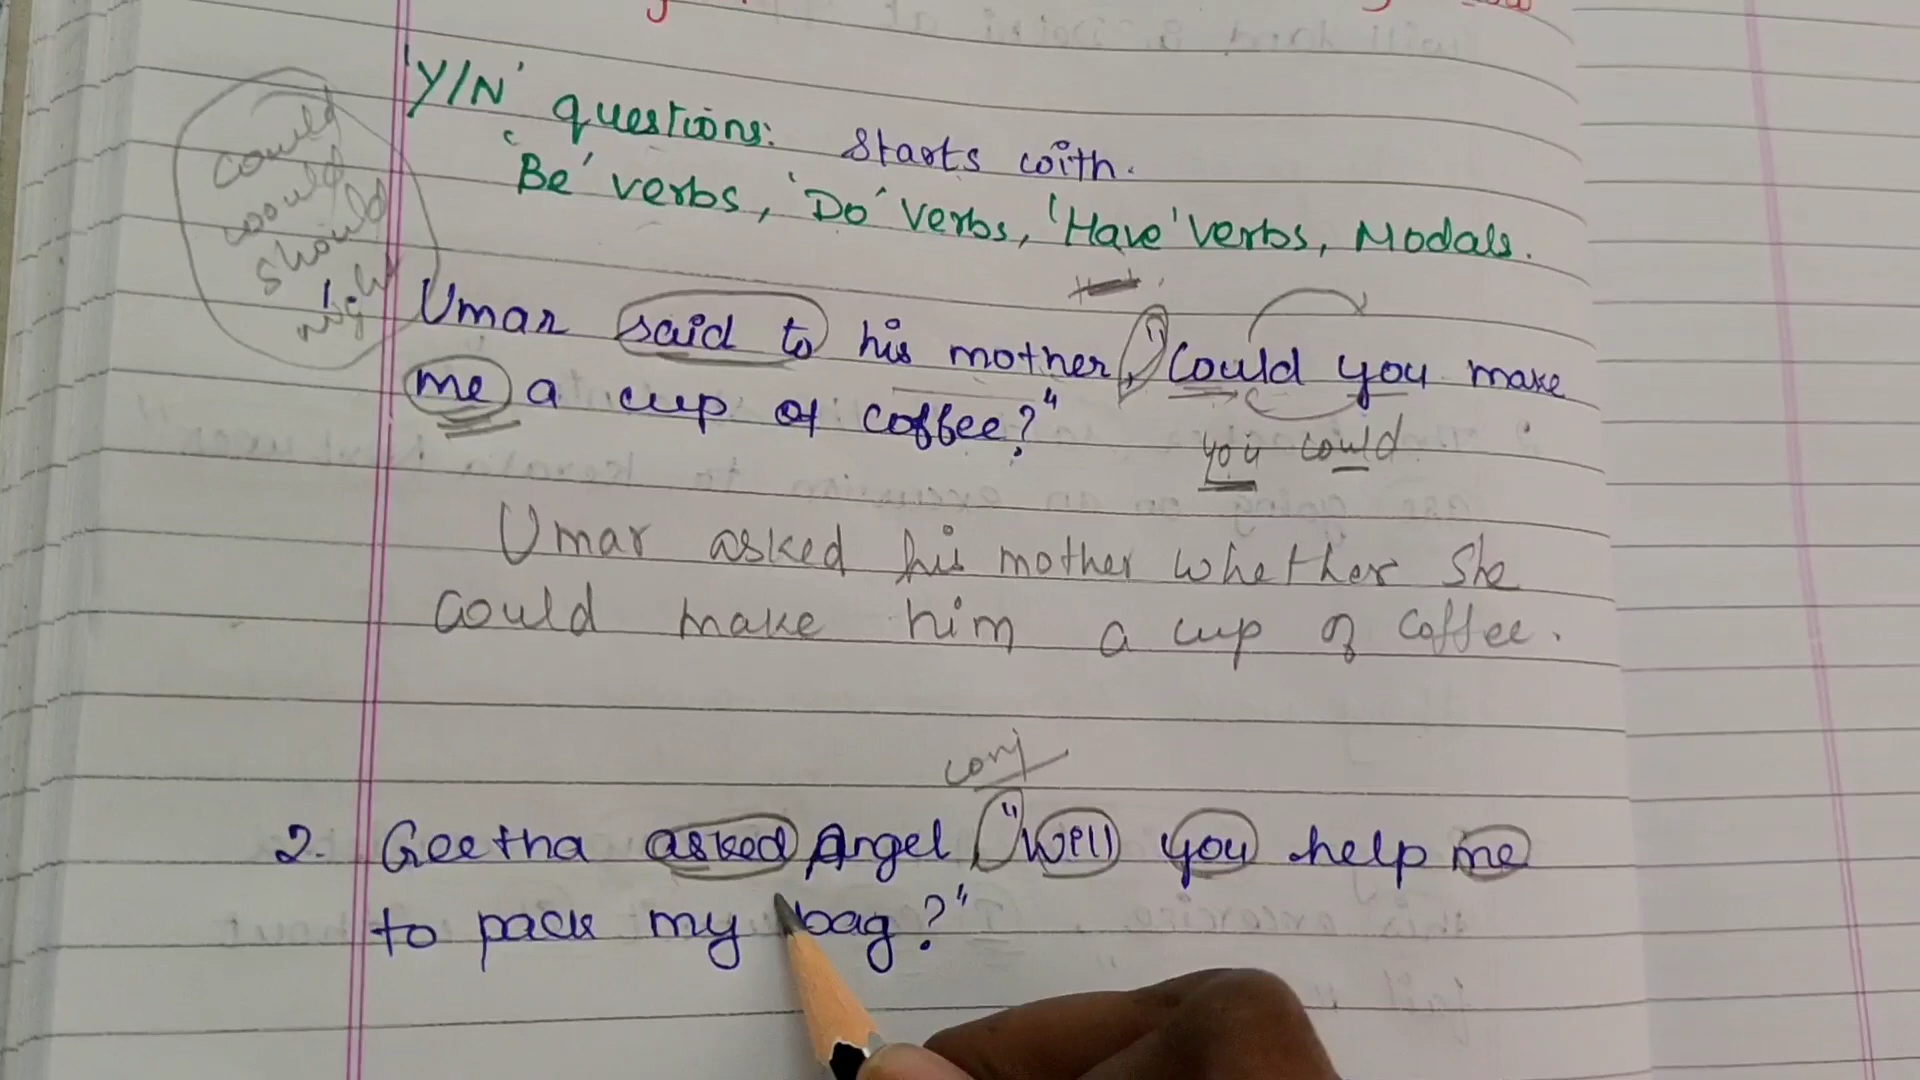 'Y/N' questions: starts with.
'Be' verbs, 'Do' verbs, 'Have' verbs, Modals.
could
would
should
might
Umar said to his mother, "Could you make
me a cup of coffee?"
you could
Umar asked his mother whether she
could make him a cup of coffee.
conj
2. Geetha asked Angel "Will you help me
to pack my bag?"